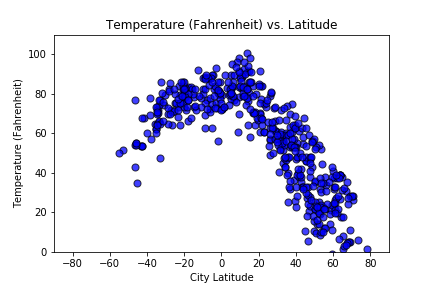 Temperature (Fahrenheit) vs. Latitude
100
80
60
40
20
0
Temperature (Fahrenheit)
−80 −60 −40 −20 0 20 40 60 80
City Latitude